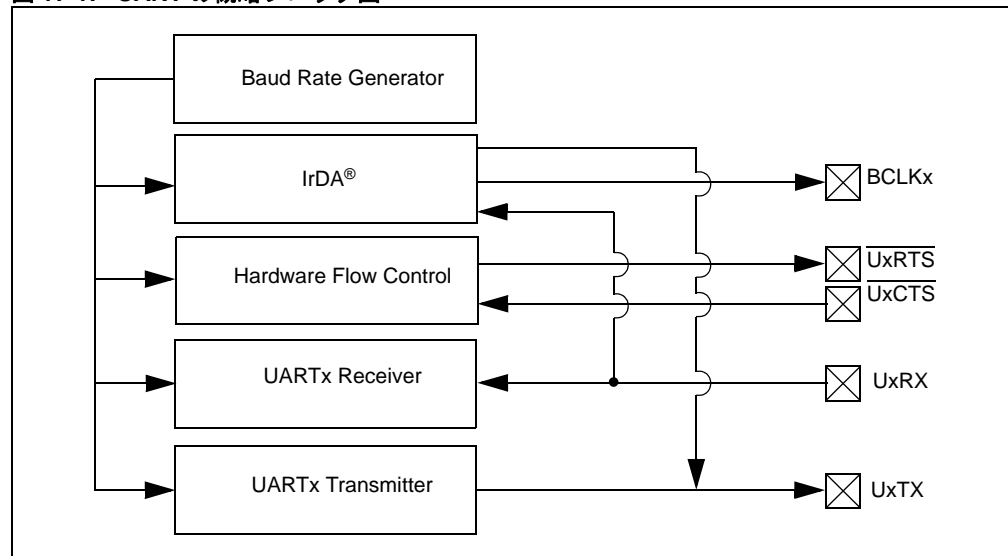 Baud Rate Generator
IrDA®
BCLKx
Hardware Flow Control
UxRTS
UxCTS
UARTx Receiver
UxRX
UARTx Transmitter
UxTX